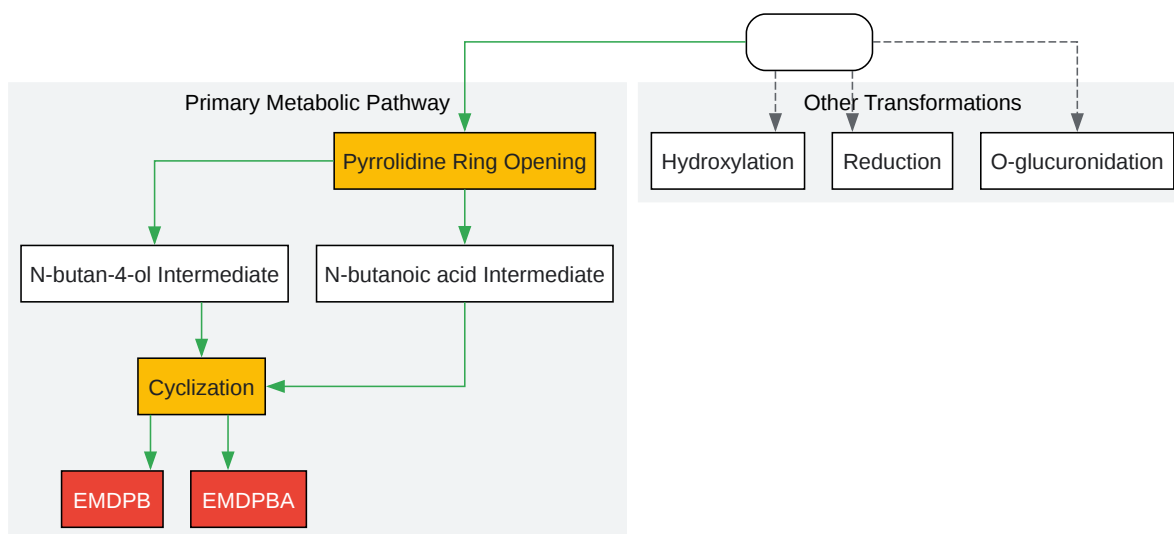 Primary Metabolic Pathway
Other Transformations
Pyrrolidine Ring Opening
Hydroxylation
Reduction
O-glucuronidation
N-butan-4-ol Intermediate
N-butanoic acid Intermediate
Cyclization
EMDPB
EMDPBA